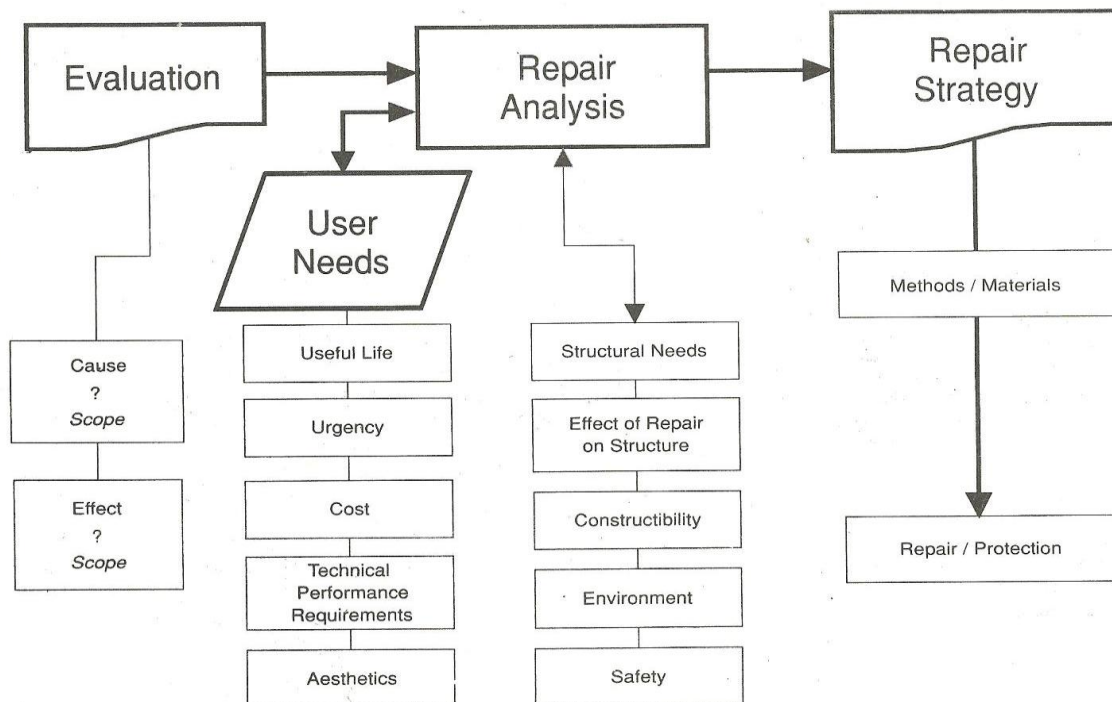 Evaluation
Repair
Analysis
Repair
Strategy
User
Needs
Cause
?
Scope
Effect
?
Scope
Useful Life
Urgency
Cost
Technical
Performance
Requirements
Aesthetics
Structural Needs
Effect of Repair
on Structure
Constructibility
Environment
Safety
Methods / Materials
Repair / Protection